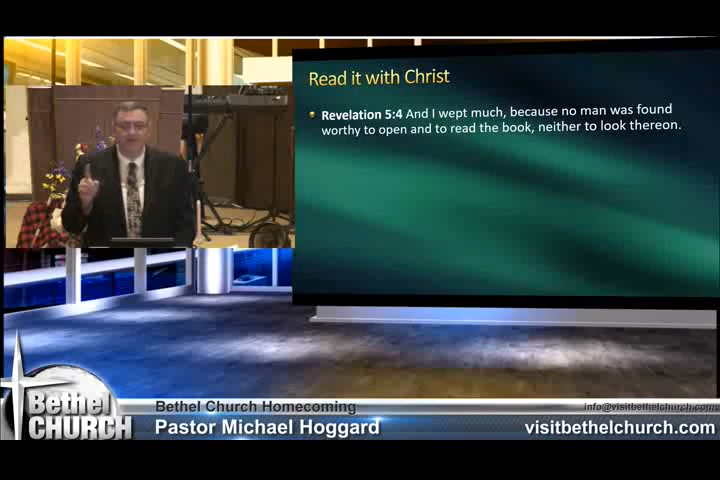 Read it with Christ
Revelation 5:4 And I wept much, because no man was found
worthy to open and to read the book, neither to look thereon.
Bethel
CHURCH
Bethel Church Homecoming
info@visitbethelchurch.com
Pastor Michael Hoggard
visitbethelchurch.com